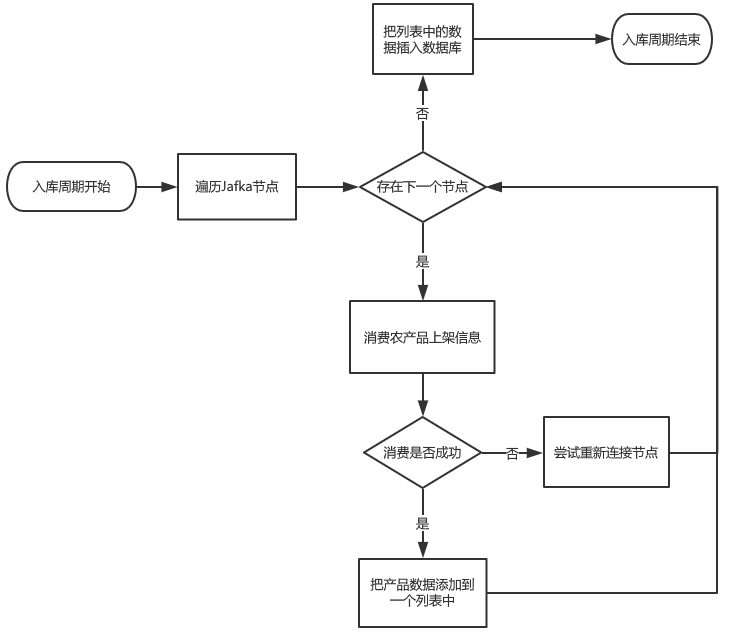 把列表中的数
据插入数据库
入库周期结束
否
入库周期开始
遍历Jafka节点
存在下一个节点
是
消费农产品上架信息
消费是否成功
否
尝试重新连接节点
是
把产品数据添加到
一个列表中